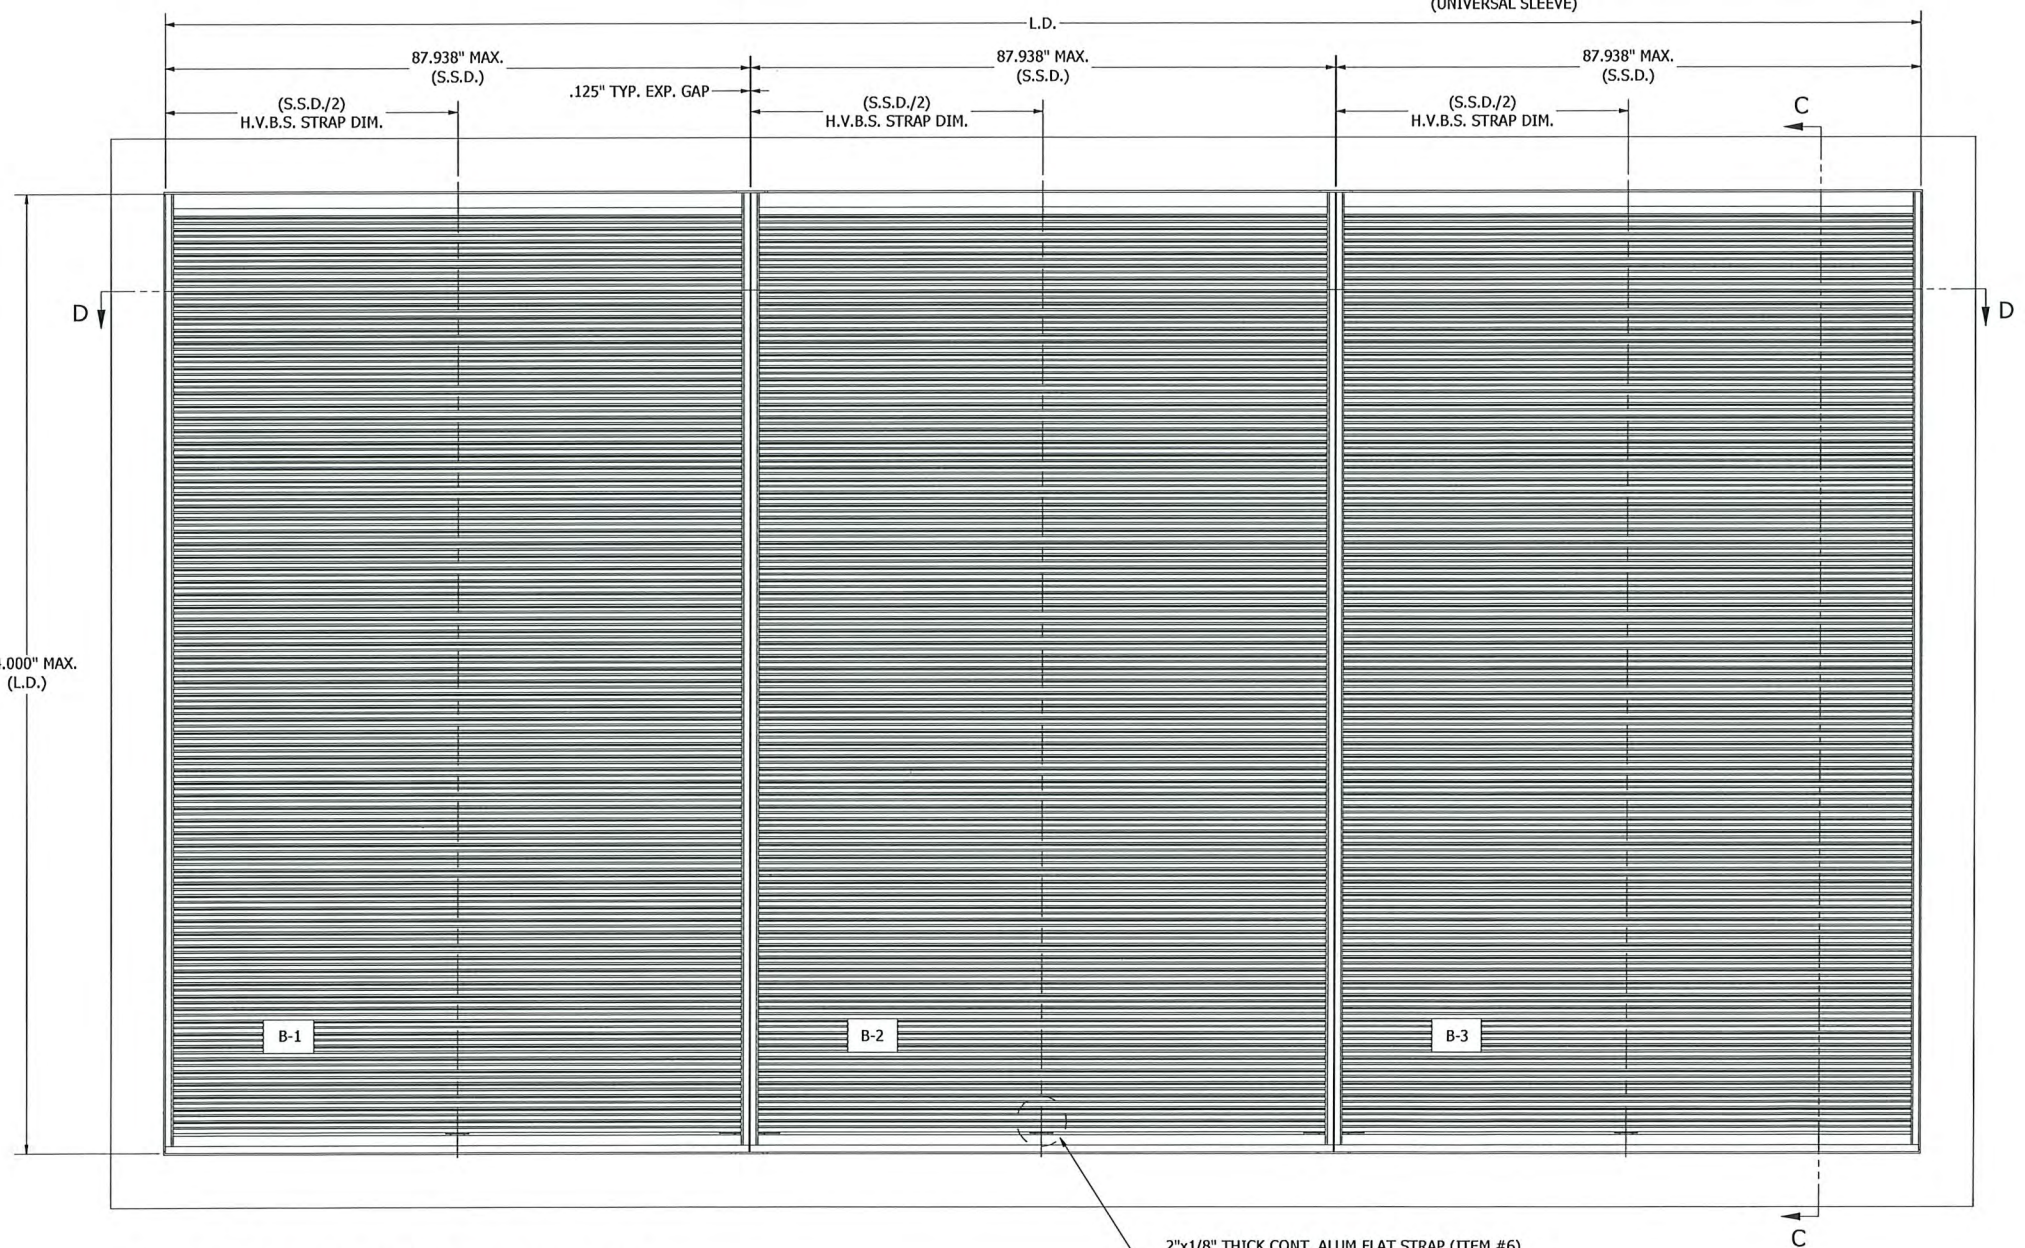 (UNIVERSAL SLEEVE)
L.D.
87.938" MAX.
(S.S.D.)
87.938" MAX.
(S.S.D.)
87.938" MAX.
(S.S.D.)
.125" TYP. EXP. GAP
(S.S.D./2)
H.V.B.S. STRAP DIM.
(S.S.D./2)
H.V.B.S. STRAP DIM.
(S.S.D./2)
H.V.B.S. STRAP DIM.
C
D
D
.000" MAX.
(L.D.)
B-1
B-2
B-3
2"x1/8" THICK CONT. ALUM FLAT STRAP (ITEM #6)
C